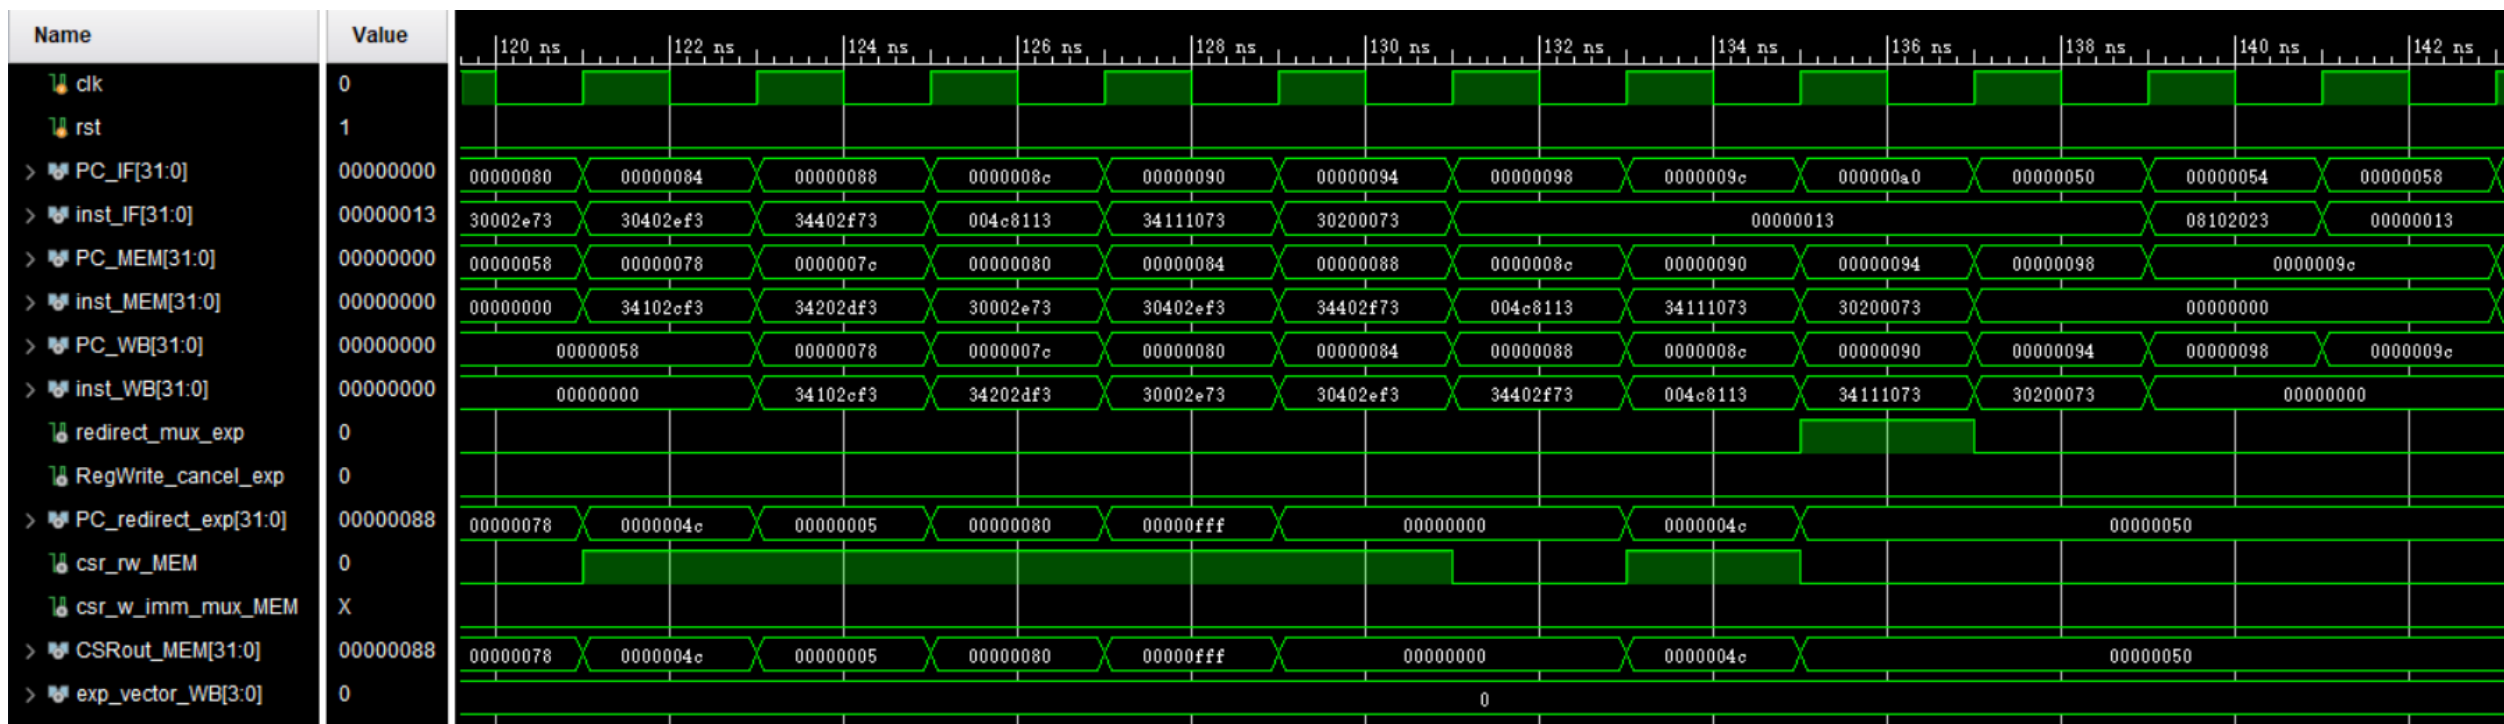 Name Value 120 ns 122 ns 124 ns 126 ns 128 ns 130 ns 132 ns 134 ns 136 ns 138 ns 140 ns 142 ns
clk 0
rst 1
PC_IF[31:0] 00000000 00000080 00000084 00000088 0000008c 00000090 00000094 00000098 0000009c 000000a0 00000050 00000054 00000058
inst_IF[31:0] 00000013 30002e73 30402ef3 34402f73 004c8113 34111073 30200073 00000013 08102023 00000013
PC_MEM[31:0] 00000000 00000058 00000078 0000007c 00000080 00000084 00000088 0000008c 00000090 00000094 00000098 0000009c
inst_MEM[31:0] 00000000 00000000 34102cf3 34202df3 30002e73 30402ef3 34402f73 004c8113 34111073 30200073 00000000
PC_WB[31:0] 00000000 00000058 00000078 0000007c 00000080 00000084 00000088 0000008c 00000090 00000094 00000098 0000009c
inst_WB[31:0] 00000000 00000000 34102cf3 34202df3 30002e73 30402ef3 34402f73 004c8113 34111073 30200073 00000000
redirect_mux_exp 0
RegWrite_cancel_exp 0
PC_redirect_exp[31:0] 00000088 00000078 0000004c 00000005 00000080 00000fff 00000000 0000004c 00000050
csr_rw_MEM 0
csr_w_imm_mux_MEM X
CSRout_MEM[31:0] 00000088 00000078 0000004c 00000005 00000080 00000fff 00000000 0000004c 00000050
exp_vector_WB[3:0] 0 0